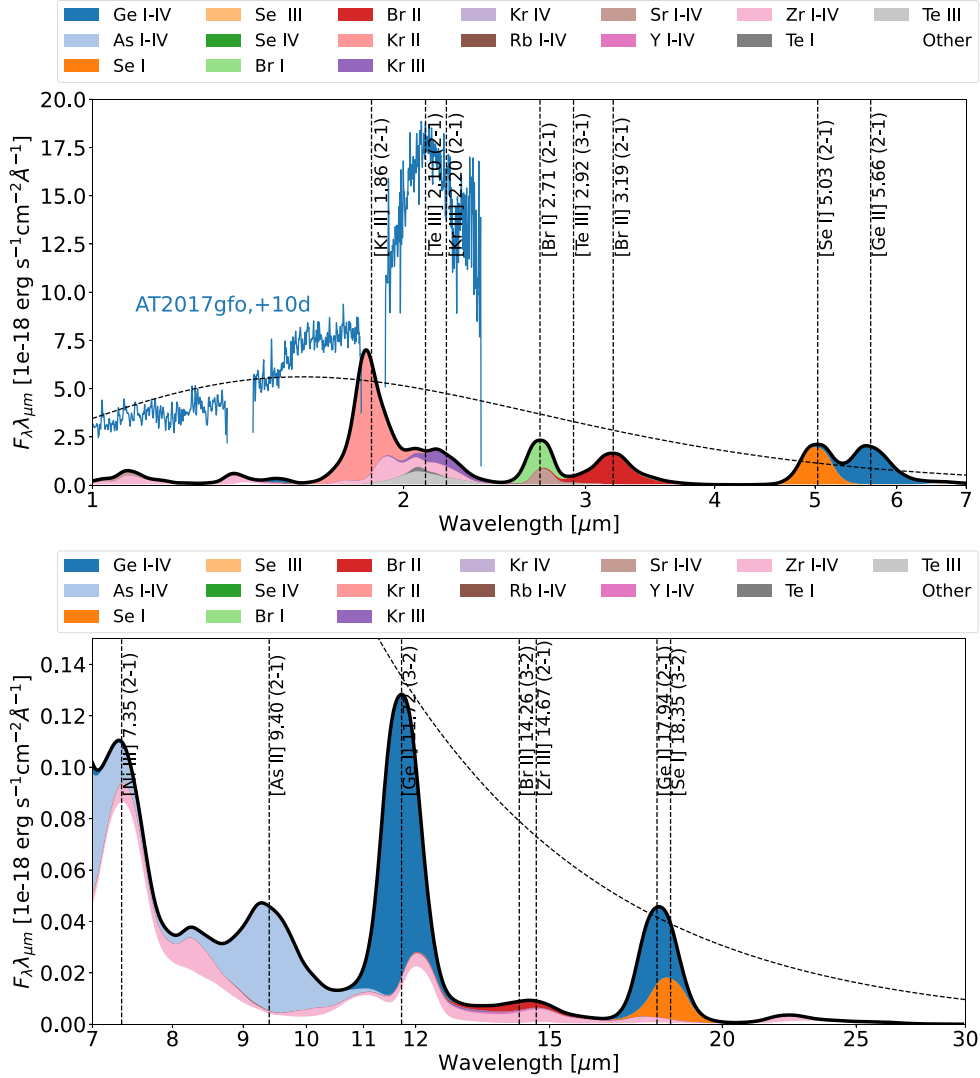 Ge I-IV Se III Br II Kr IV Sr I-IV Zr I-IV Te III
As I-IV Se IV Kr II Rb I-IV Y I-IV Te I Other
Se I Br I Kr III
20.0
17.5
15.0
12.5
10.0
7.5
5.0
2.5
0.0
F_λ λ_μm [1e-18 erg s⁻¹cm⁻²Å⁻¹]
AT2017gfo,+10d
[Kr II] 1.86 (2-1)
[Te III] 2.10 (2-1)
[Kr III] 2.20 (2-1)
[Br I] 2.71 (2-1)
[Te III] 2.92 (3-1)
[Br II] 3.19 (2-1)
[Se I] 5.03 (2-1)
[Ge II] 5.66 (2-1)
1 2 3 4 5 6 7
Wavelength [μm]
Ge I-IV Se III Br II Kr IV Sr I-IV Zr I-IV Te III
As I-IV Se IV Kr II Rb I-IV Y I-IV Te I Other
Se I Br I Kr III
0.14
0.12
0.10
0.08
0.06
0.04
0.02
0.00
F_λ λ_μm [1e-18 erg s⁻¹cm⁻²Å⁻¹]
7.35 (2-1)
[As II] 9.40 (2-1)
[Ge I] 11.72 (3-2)
[Br II] 14.26 (3-2)
[Zr III] 14.67 (2-1)
[Ge I] 17.94 (2-1)
[Se I] 18.35 (3-2)
7 8 9 10 11 12 15 20 25 30
Wavelength [μm]